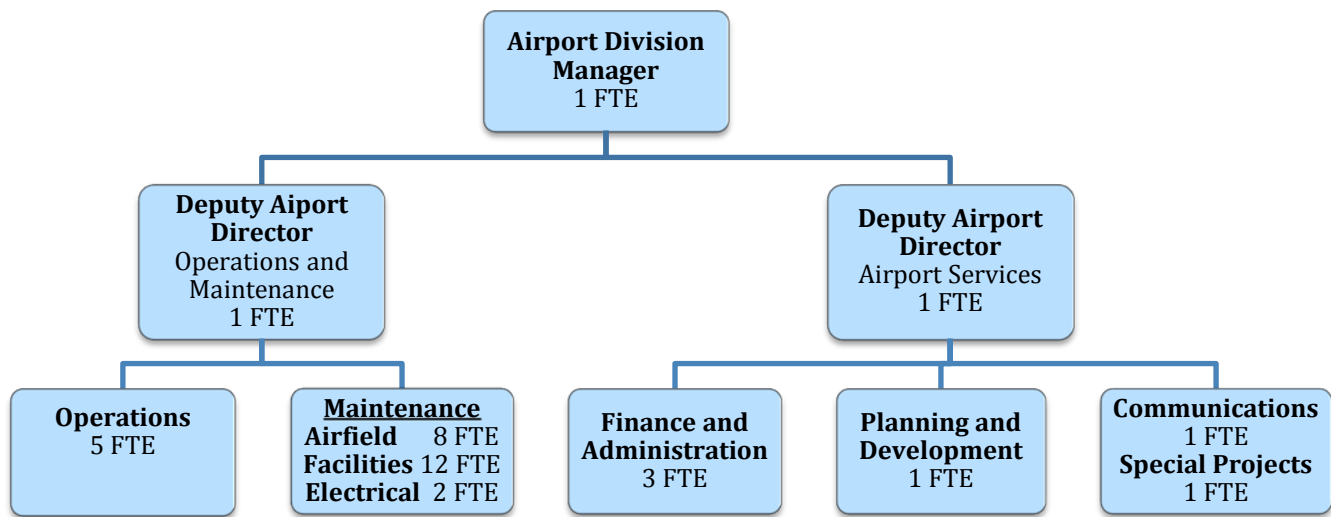 Airport Division
Manager
1 FTE
Deputy Aiport
Director
Operations and
Maintenance
1 FTE
Deputy Airport
Director
Airport Services
1 FTE
Operations
5 FTE
Maintenance
Airfield 8 FTE
Facilities 12 FTE
Electrical 2 FTE
Finance and
Administration
3 FTE
Planning and
Development
1 FTE
Communications
1 FTE
Special Projects
1 FTE